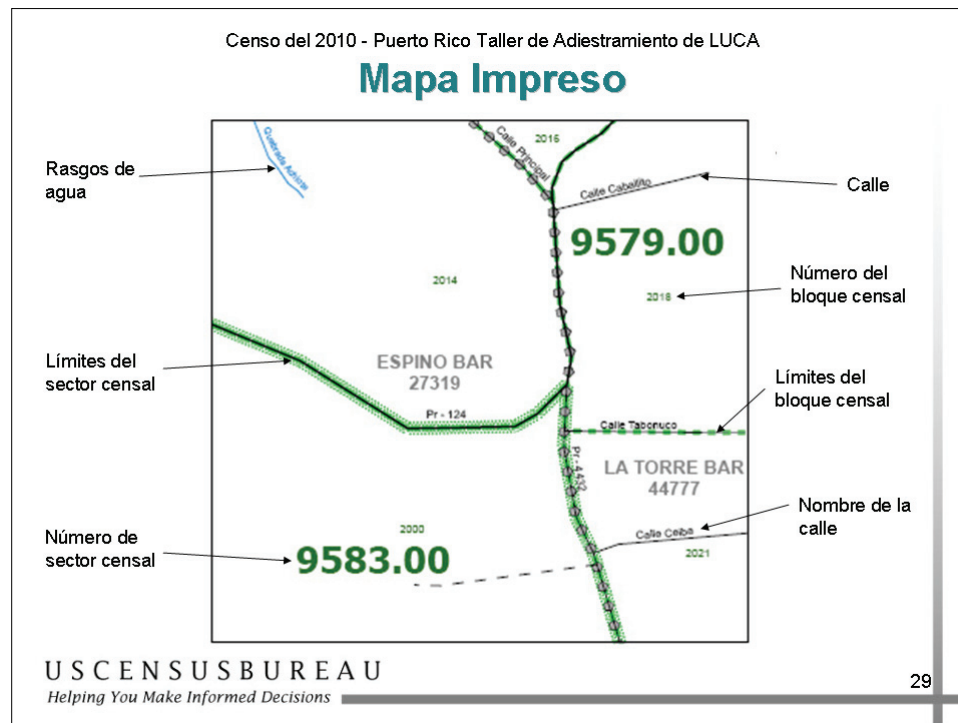 Censo del 2010 - Puerto Rico Taller de Adiestramiento de LUCA
Mapa Impreso
Rasgos de
agua
Límites del
sector censal
Número de
sector censal
Quebrada
Calle Principal
2016
Calle Caballito
9579.00
2014
2018
ESPINO BAR
27319
Pr - 124
Calle Tabonuco
Pr - 4432
LA TORRE BAR
44777
2000
9583.00
Calle Ceiba
2021
Calle
Número del
bloque censal
Límites del
bloque censal
Nombre de la
calle
USCENSUSBUREAU
Helping You Make Informed Decisions
29